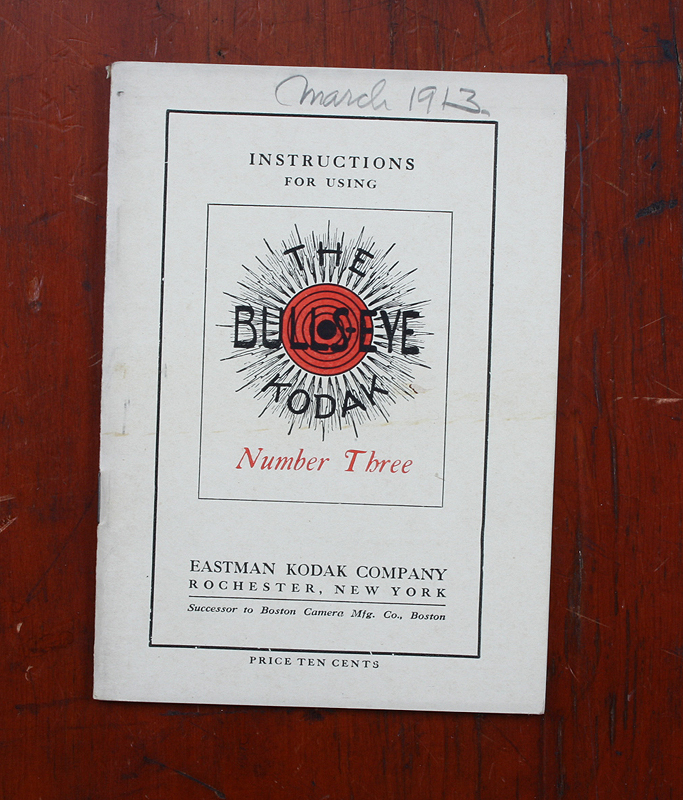 March 1913.
INSTRUCTIONS
FOR USING
THE
BULLS-EYE
KODAK
Number Three
EASTMAN KODAK COMPANY
ROCHESTER, NEW YORK
Successor to Boston Camera Mfg. Co., Boston
PRICE TEN CENTS